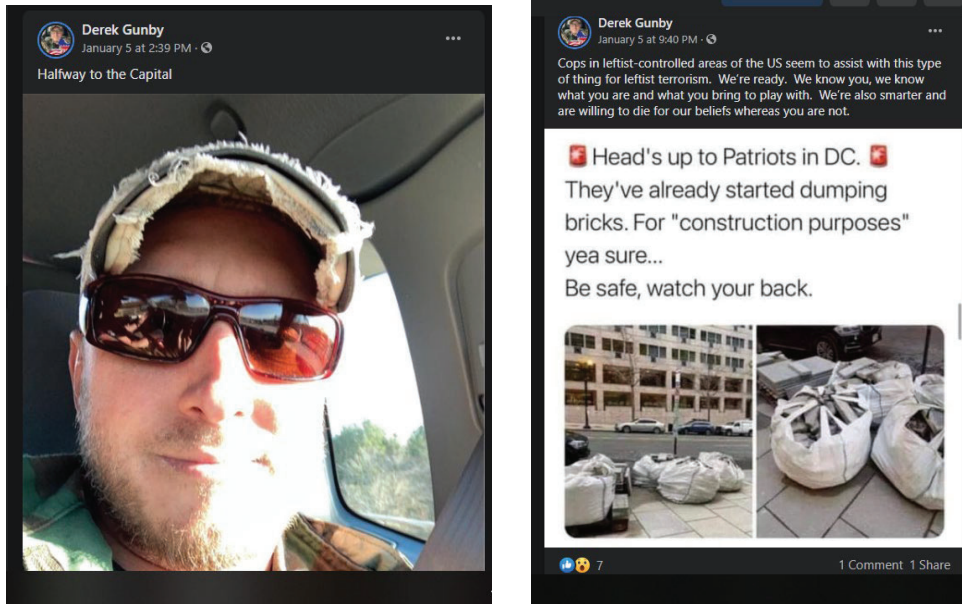 Derek Gunby
January 5 at 2:39 PM ·
Halfway to the Capital
Derek Gunby
January 5 at 9:40 PM ·
Cops in leftist-controlled areas of the US seem to assist with this type
of thing for leftist terrorism. We're ready. We know you, we know
what you are and what you bring to play with. We're also smarter and
are willing to die for our beliefs whereas you are not.
Head's up to Patriots in DC.
They've already started dumping
bricks. For "construction purposes"
yea sure...
Be safe, watch your back.
7
1 Comment 1 Share